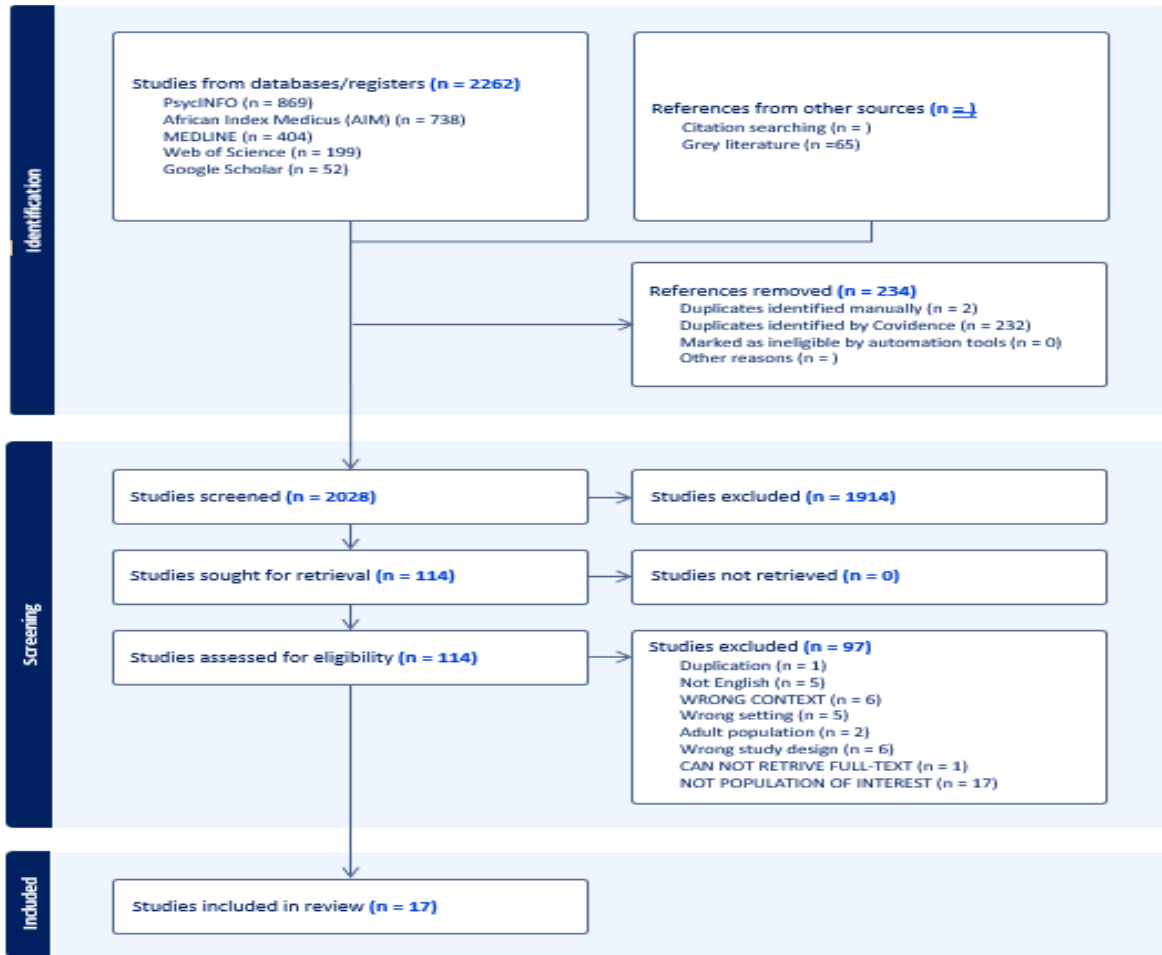 Identification
Studies from databases/registers (n = 2262)
PsycINFO (n = 869)
African Index Medicus (AIM) (n = 738)
MEDLINE (n = 404)
Web of Science (n = 199)
Google Scholar (n = 52)
References from other sources (n = )
Citation searching (n = )
Grey literature (n =65)
References removed (n = 234)
Duplicates identified manually (n = 2)
Duplicates identified by Covidence (n = 232)
Marked as ineligible by automation tools (n = 0)
Other reasons (n = )
Screening
Studies screened (n = 2028)
Studies excluded (n = 1914)
Studies sought for retrieval (n = 114)
Studies not retrieved (n = 0)
Studies assessed for eligibility (n = 114)
Studies excluded (n = 97)
Duplication (n = 1)
Not English (n = 5)
WRONG CONTEXT (n = 6)
Wrong setting (n = 5)
Adult population (n = 2)
Wrong study design (n = 6)
CAN NOT RETRIVE FULL-TEXT (n = 1)
NOT POPULATION OF INTEREST (n = 17)
Included
Studies included in review (n = 17)